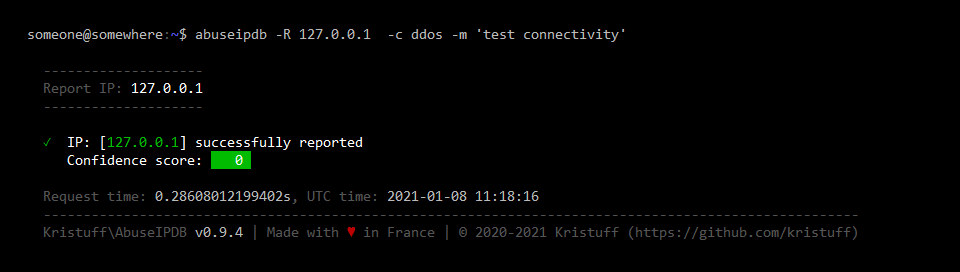 someone@somewhere:~$ abuseipdb -R 127.0.0.1  -c ddos -m 'test connectivity'
--------------------
Report IP: 127.0.0.1
--------------------
✓  IP: [127.0.0.1] successfully reported
Confidence score: 0
Request time: 0.28608012199402s, UTC time: 2021-01-08 11:18:16
------------------------------------------------------------------------------------------------------
Kristuff\AbuseIPDB v0.9.4 | Made with ♥ in France | © 2020-2021 Kristuff (https://github.com/kristuff)